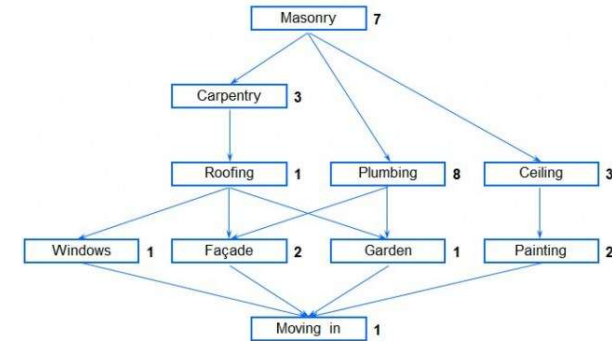 Masonry 7
Carpentry 3
Roofing 1 Plumbing 8 Ceiling 3
Windows 1 Façade 2 Garden 1 Painting 2
Moving in 1